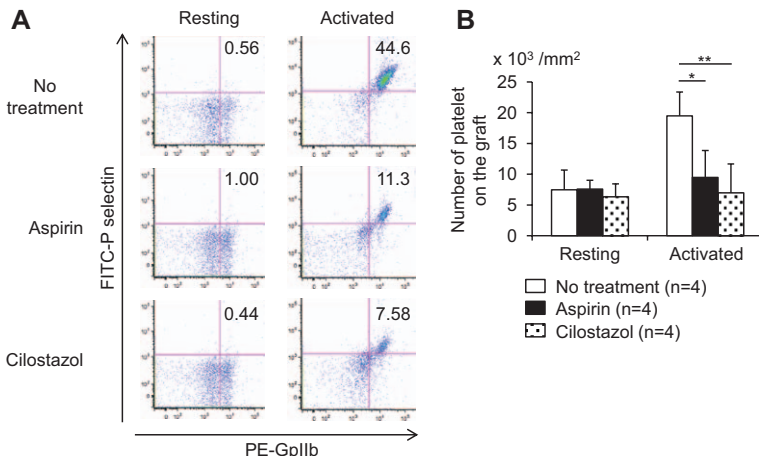 A
Resting
Activated
No treatment
0.56
44.6
Aspirin
1.00
11.3
Cilostazol
0.44
7.58
FITC-P selectin
PE-GpIIb
B
x 10³ /mm²
Number of platelet
on the graft
25
20
15
10
5
0
**
*
Resting
Activated
No treatment (n=4)
Aspirin (n=4)
Cilostazol (n=4)